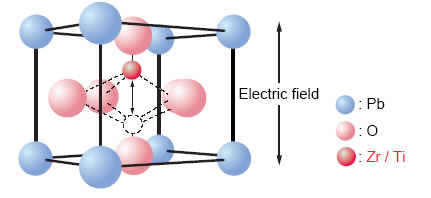 Electric field
: Pb
: O
: Zr / Ti